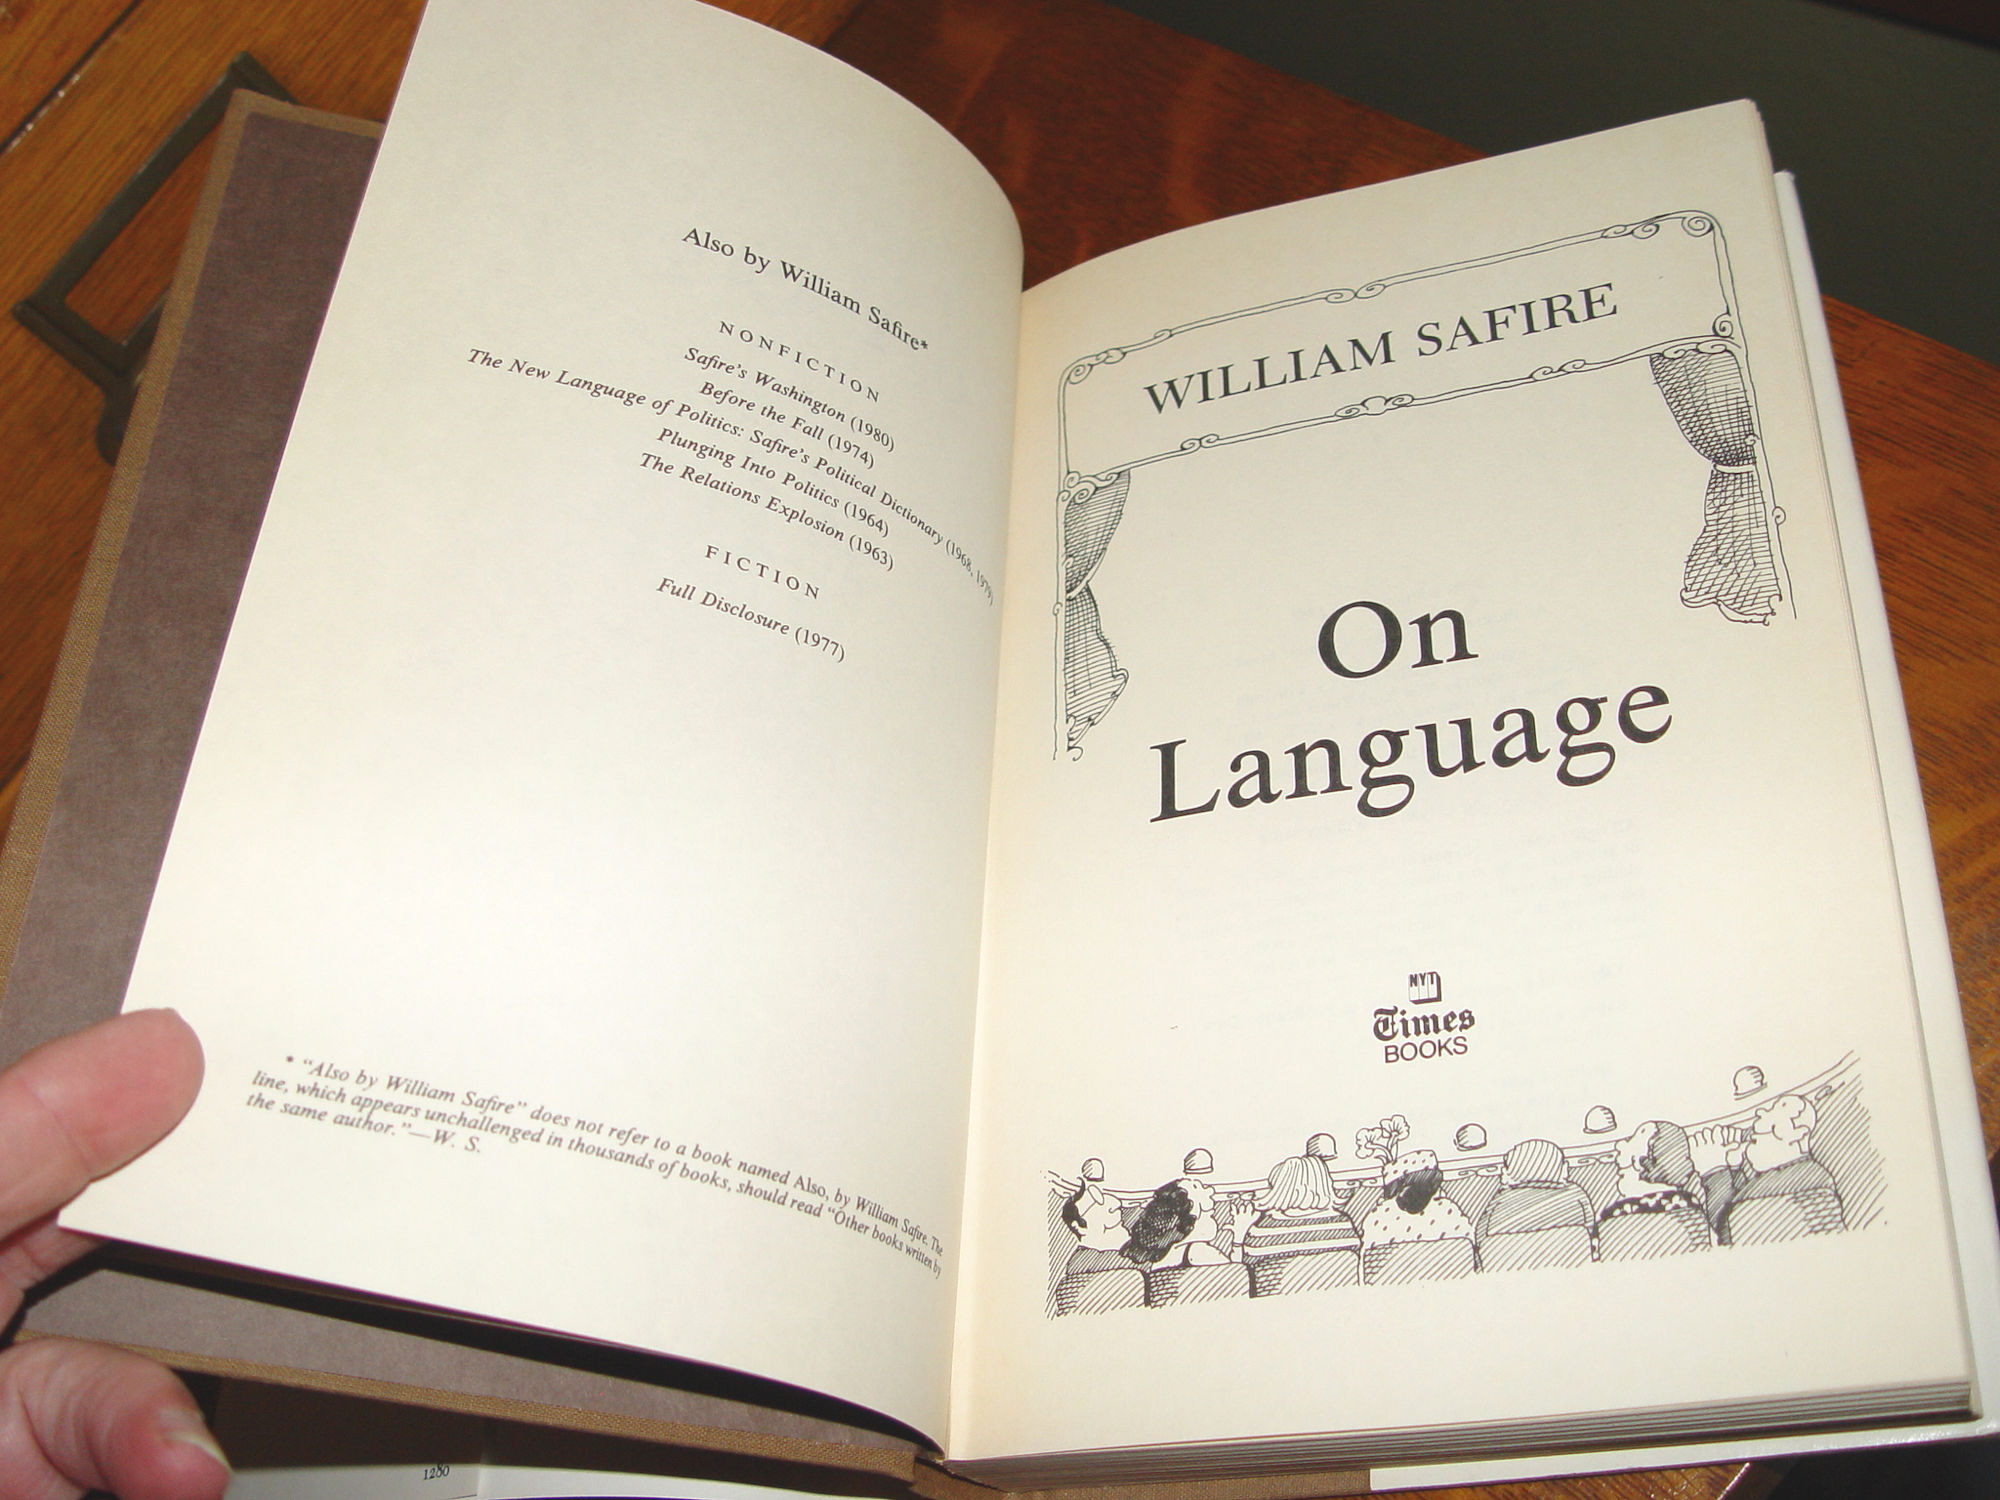 Also by William Safire*
NONFICTION
Safire's Washington (1980)
Before the Fall (1974)
The New Language of Politics: Safire's Political Dictionary (1968, 1979)
Plunging Into Politics (1964)
The Relations Explosion (1963)
FICTION
Full Disclosure (1977)
* “Also by William Safire” does not refer to a book named Also, by William Safire. The
line, which appears unchallenged in thousands of books, should read “Other books written by
the same author.”—W. S.
WILLIAM SAFIRE
On
Language
NYT
Times
BOOKS
1280